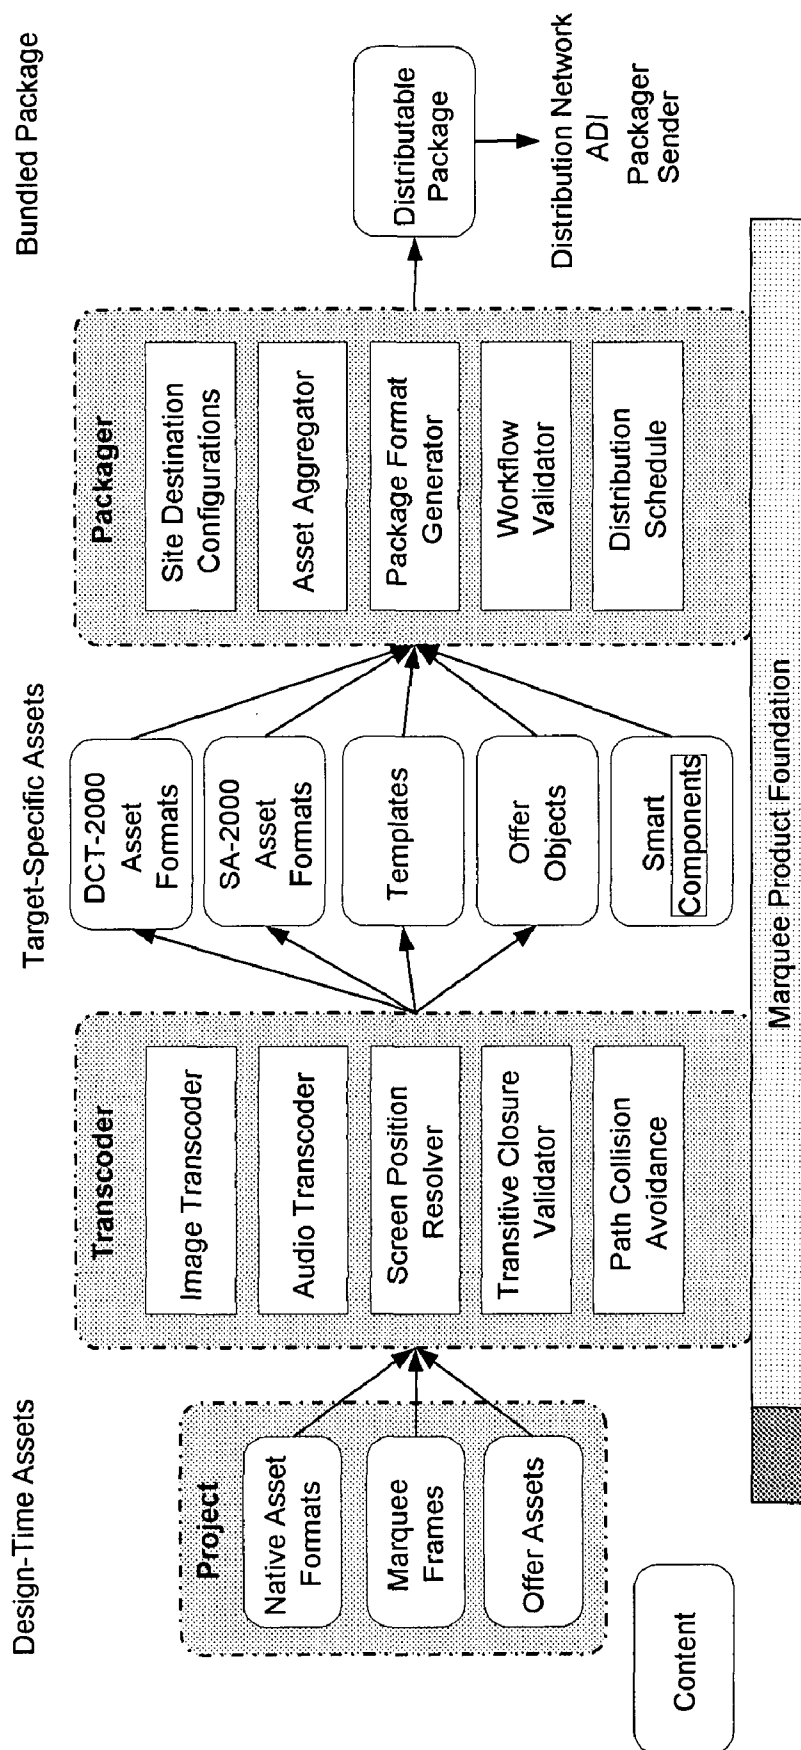 Design-Time Assets
Target-Specific Assets
Bundled Package
Project
Native Asset
Formats
Marquee
Frames
Offer Assets
Content
Transcoder
Image Transcoder
Audio Transcoder
Screen Position
Resolver
Transitive Closure
Validator
Path Collision
Avoidance
DCT-2000
Asset
Formats
SA-2000
Asset
Formats
Templates
Offer
Objects
Smart
Components
Packager
Site Destination
Configurations
Asset Aggregator
Package Format
Generator
Workflow
Validator
Distribution
Schedule
Distributable
Package
Distribution Network
ADI
Packager
Sender
Marquee Product Foundation